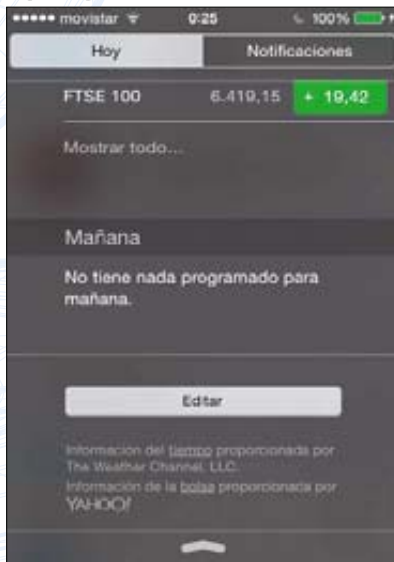 movistar 0:25 100%
Hoy Notificaciones
FTSE 100 6.419,15 + 19,42
Mostrar todo...
Mañana
No tiene nada programado para
mañana.
Editar
Información del tiempo proporcionada por
The Weather Channel, LLC.
Información de la bolsa proporcionada por
YAHOO!